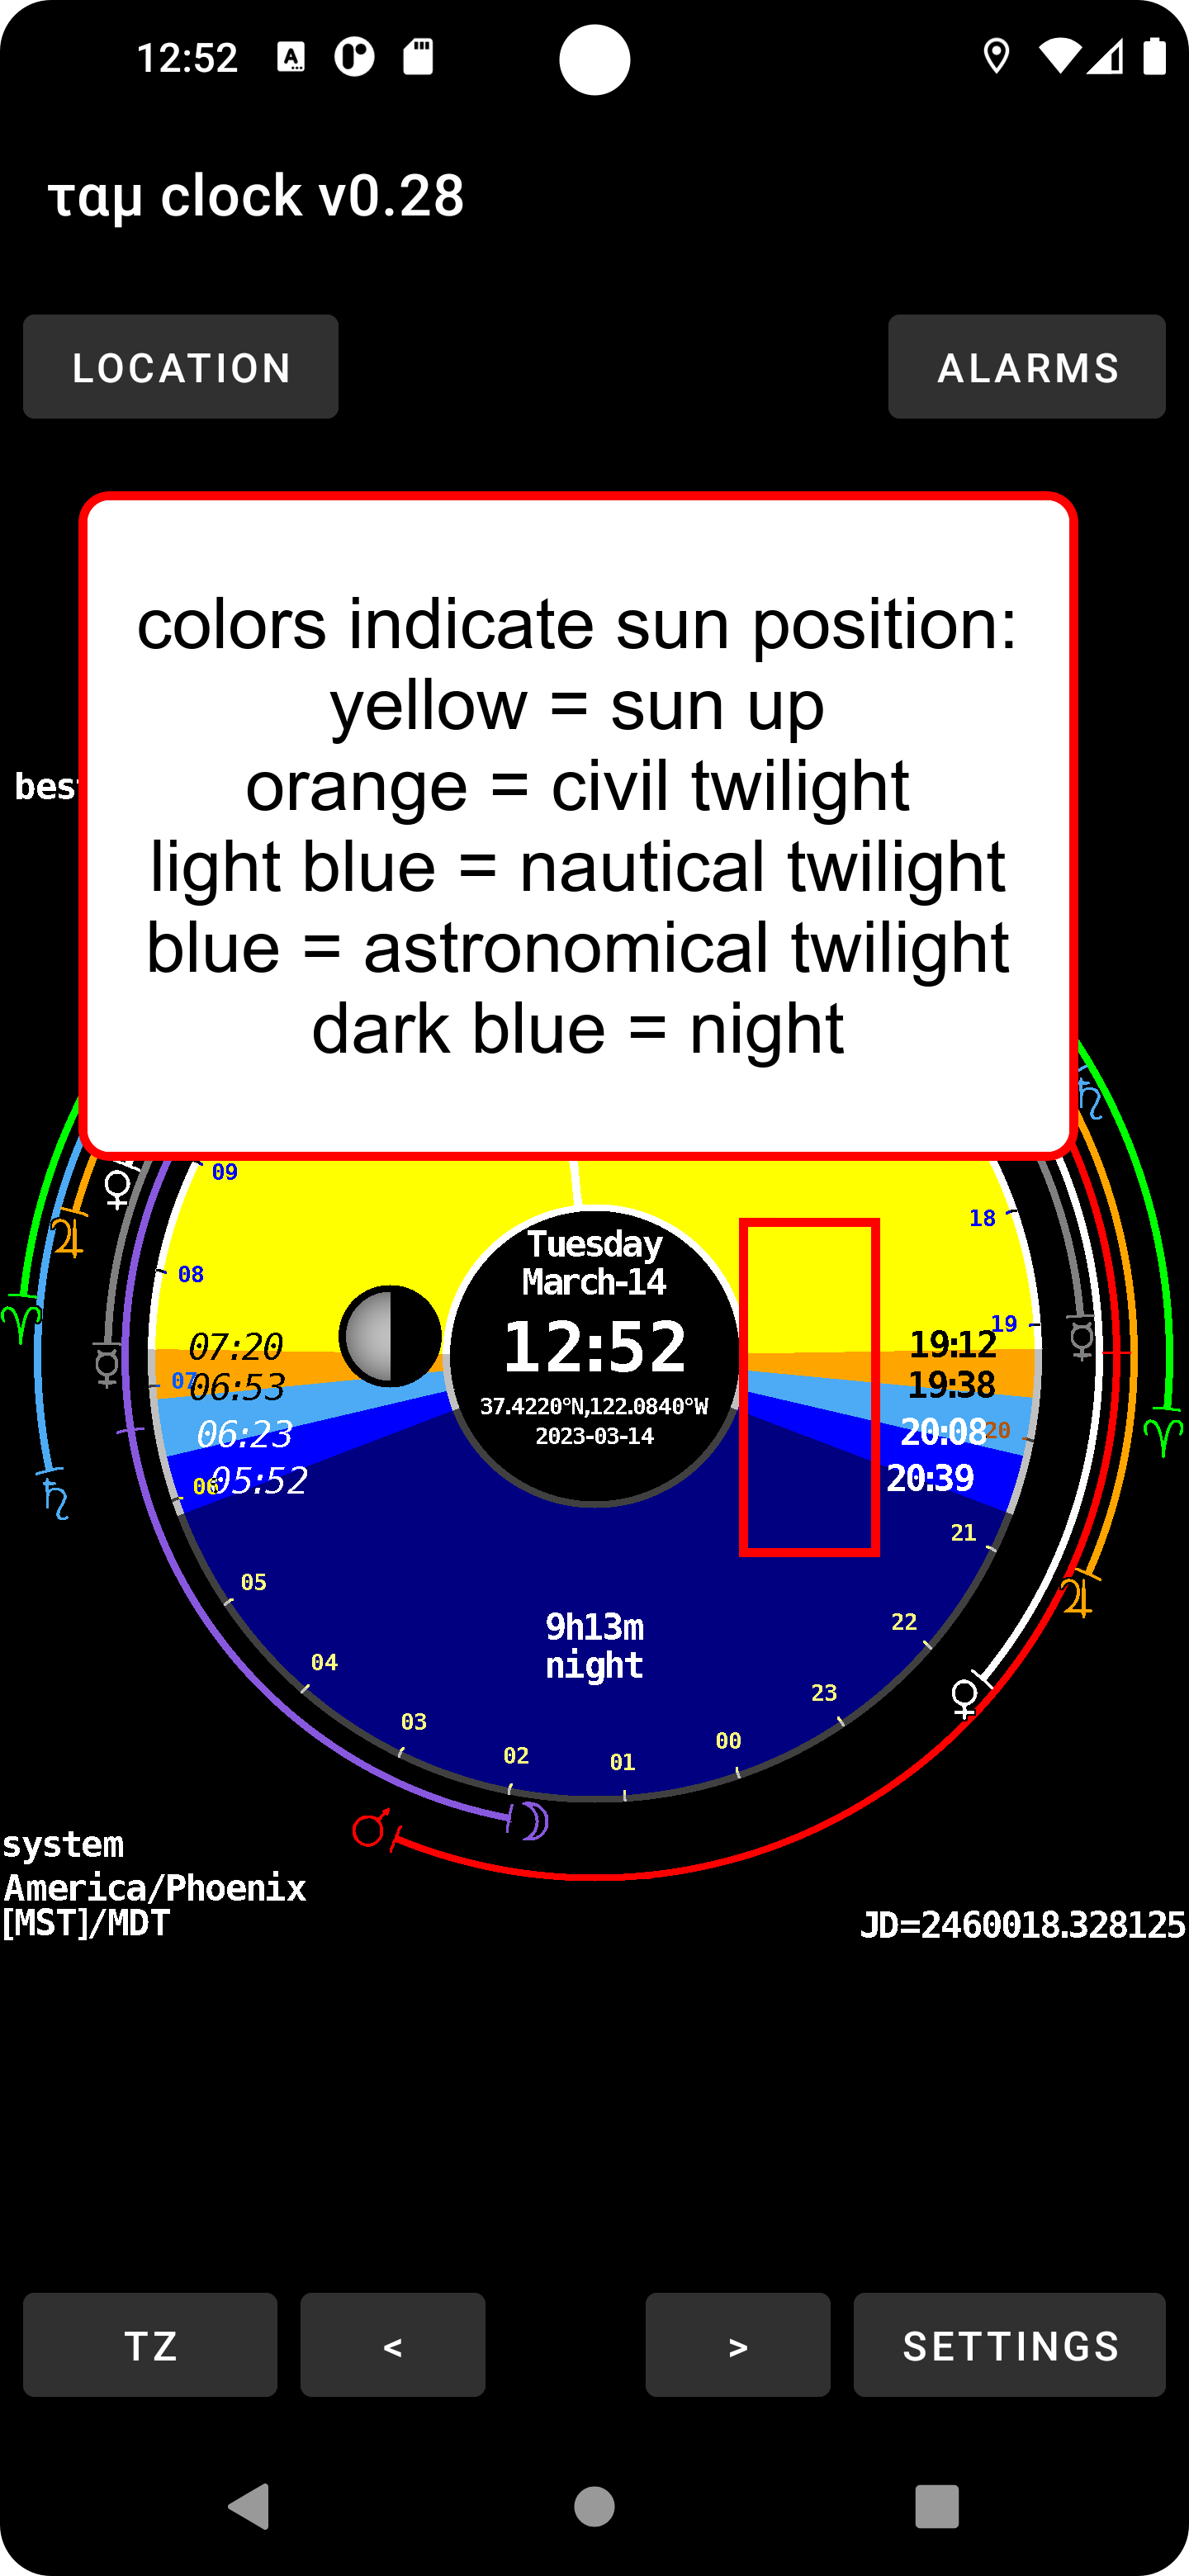 12:52
ταμ clock v0.28
LOCATION
ALARMS
colors indicate sun position:
yellow = sun up
orange = civil twilight
light blue = nautical twilight
blue = astronomical twilight
dark blue = night
09
18
08
19
Tuesday
March-14
12:52
37.4220°N,122.0840°W
2023-03-14
07:20
19:12
07
06:53
19:38
06:23
20:08
20
06
05:52
20:39
21
05
22
9h13m
night
04
23
03
00
02
01
system
America/Phoenix
[MST]/MDT
JD=2460018.328125
TZ
<
>
SETTINGS